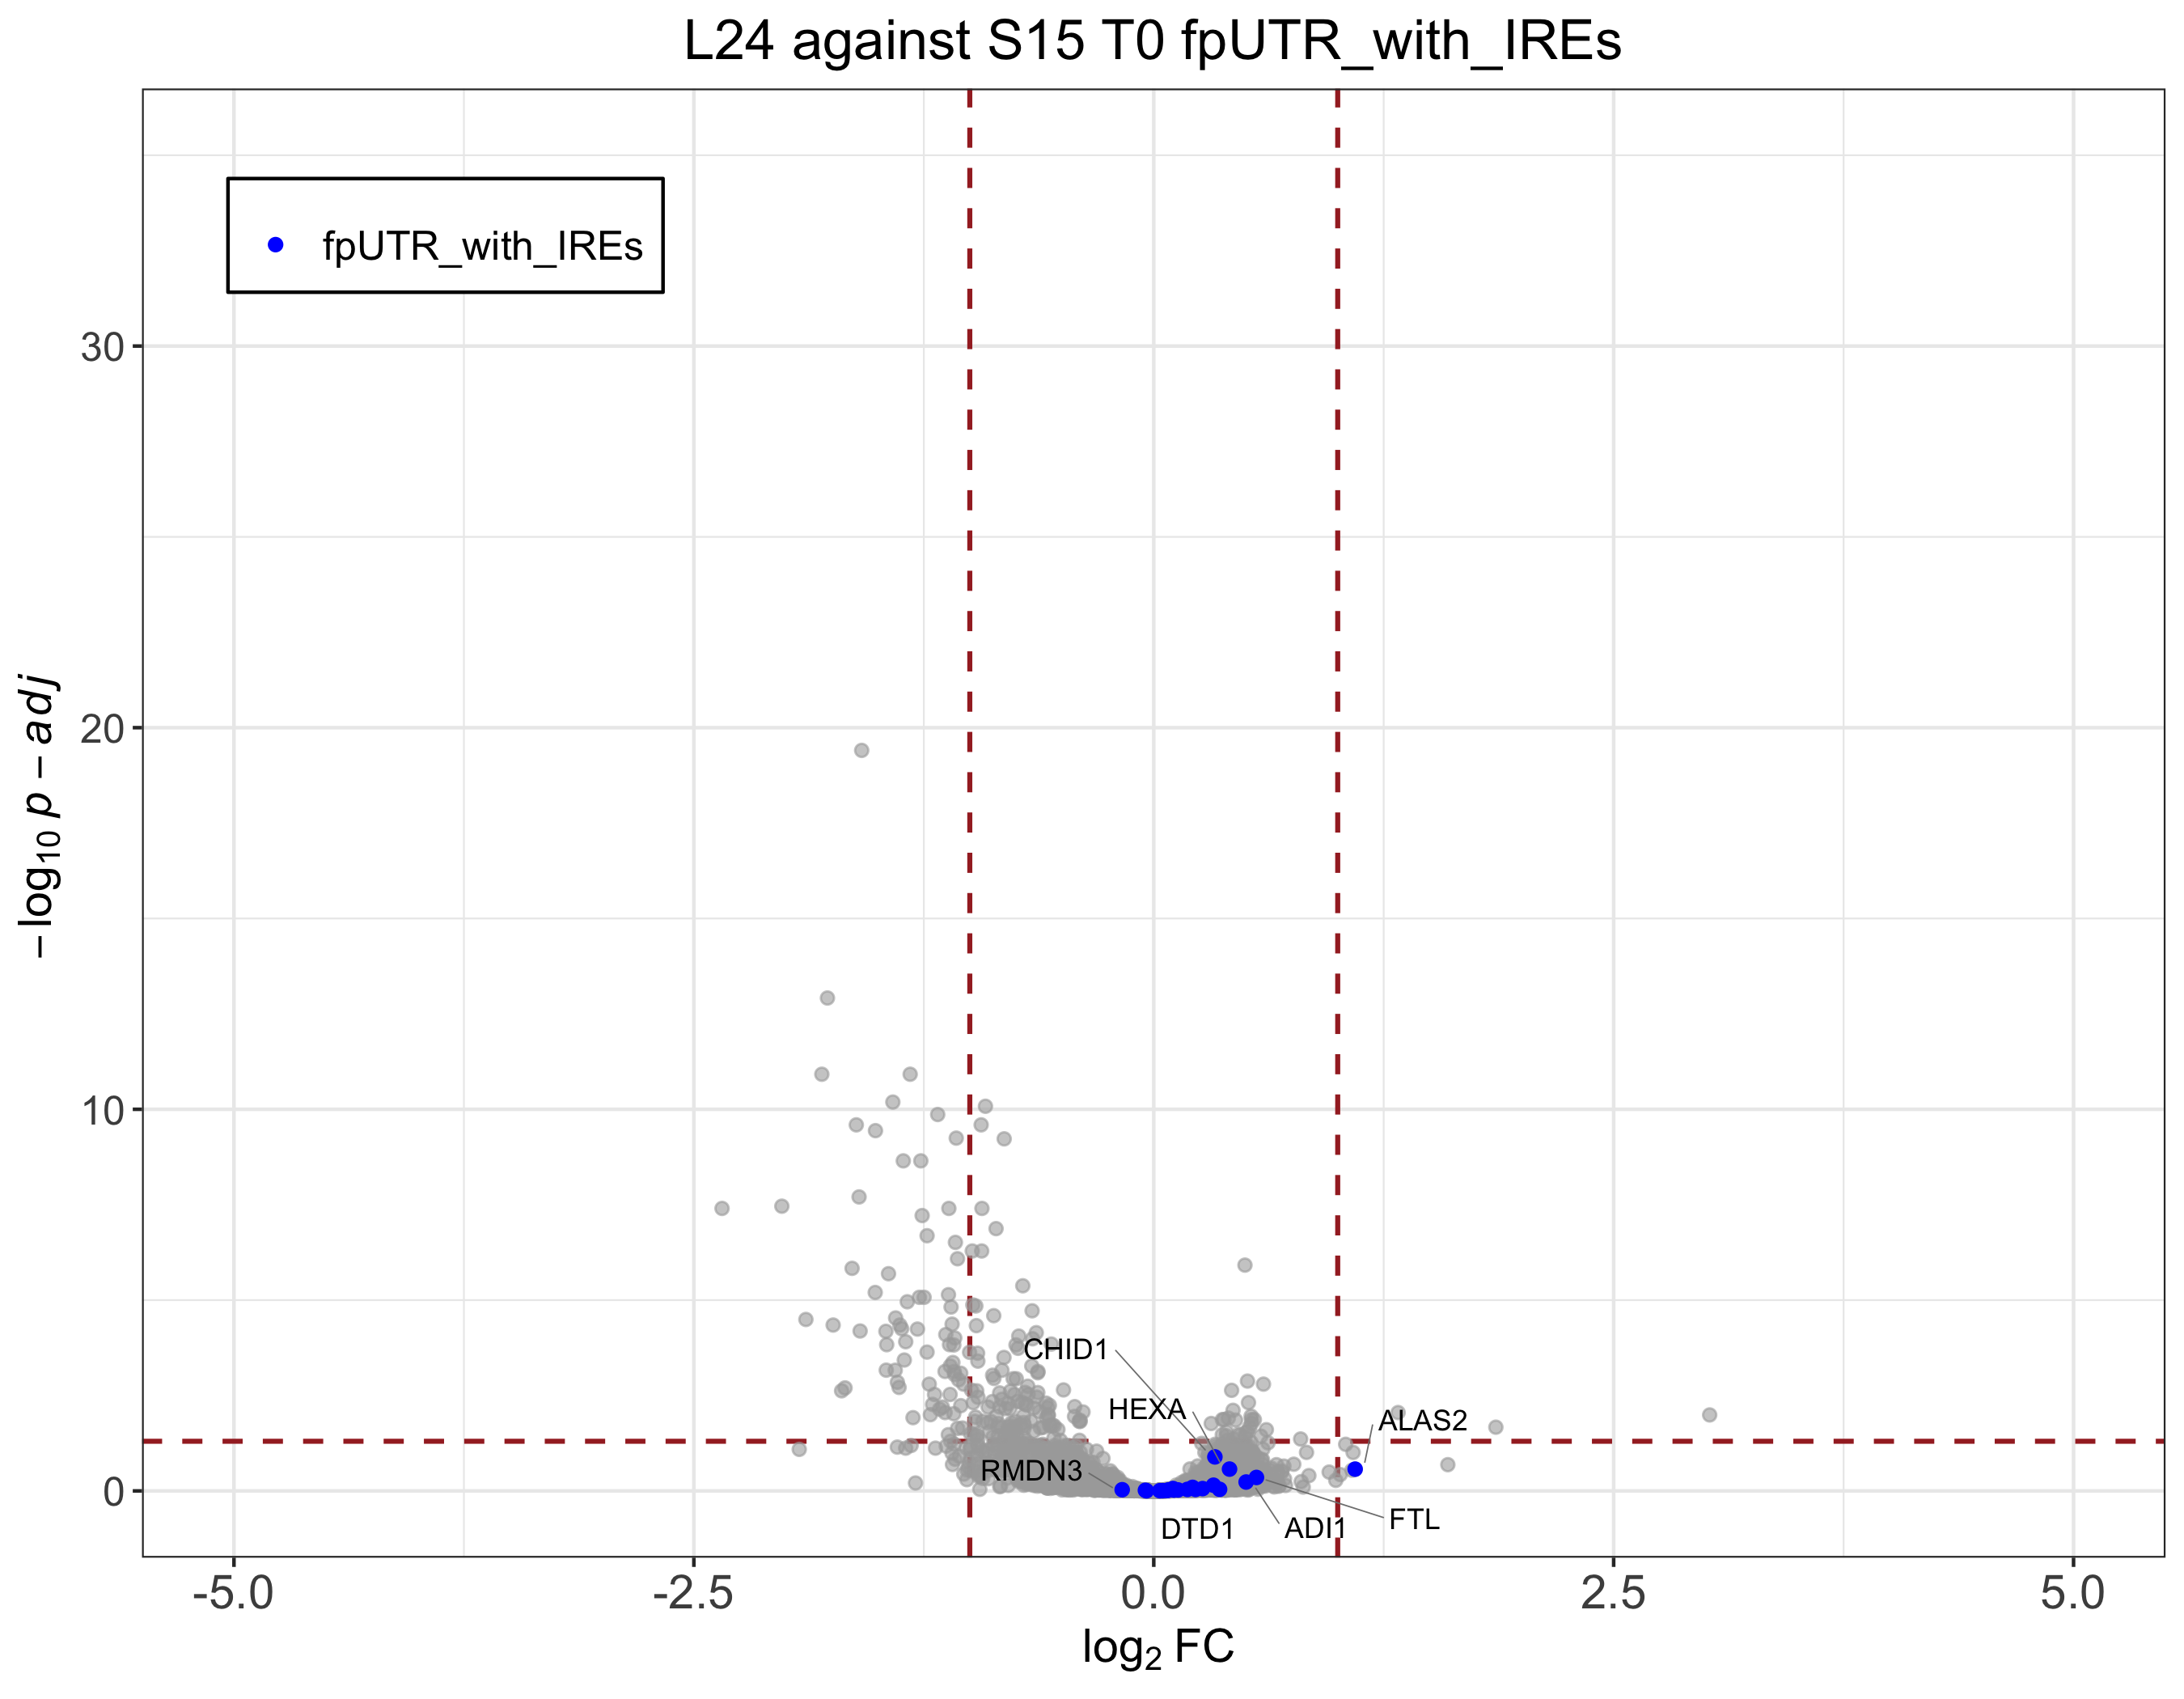 L24 against S15 T0 fpUTR_with_IREs
fpUTR_with_IREs
30
20
10
0
−log10 p − adj
CHID1
HEXA
ALAS2
RMDN3
FTL
DTD1
ADI1
-5.0
-2.5
0.0
2.5
5.0
log2 FC